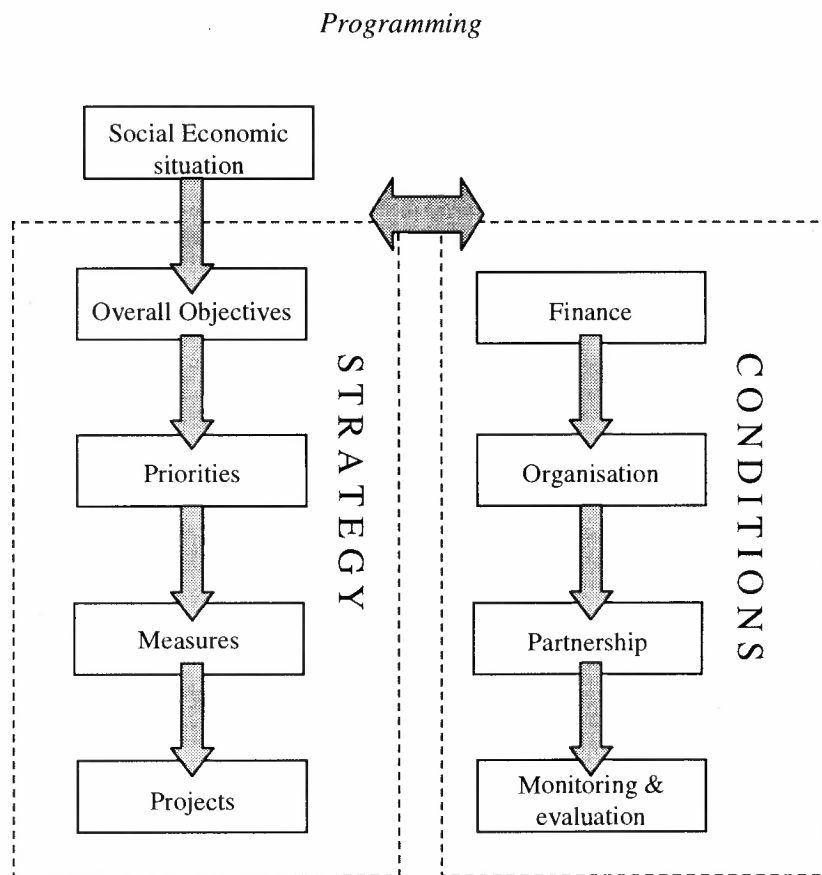 Programming
Social Economic
situation
Overall Objectives
Priorities
Measures
Projects
STRATEGY
Finance
Organisation
Partnership
Monitoring &
evaluation
CONDITIONS